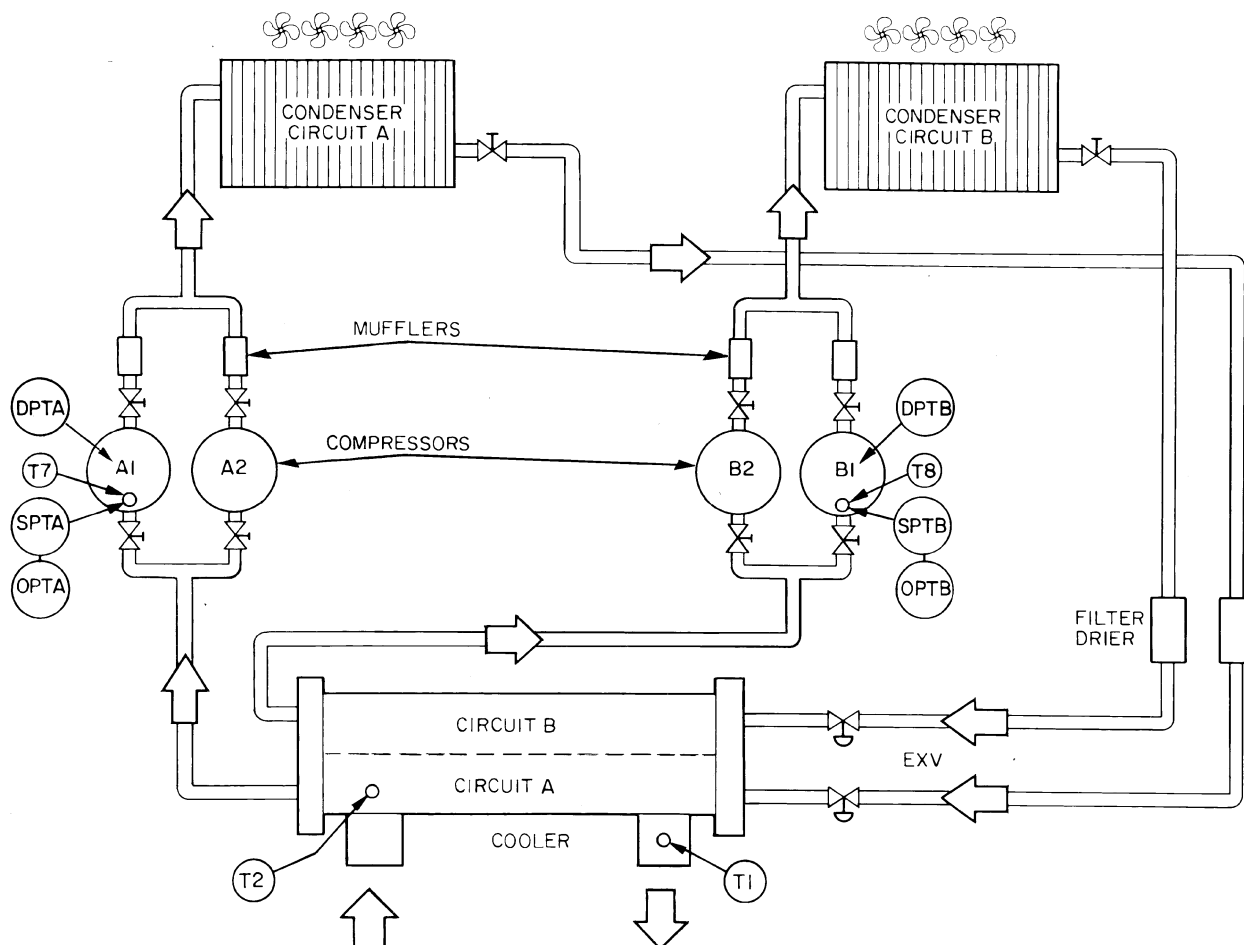 CONDENSER
CIRCUIT A
CONDENSER
CIRCUIT B
MUFFLERS
DPTA
DPTB
COMPRESSORS
A1
A2
B2
B1
T7
T8
SPTA
SPTB
OPTA
OPTB
FILTER
DRIER
CIRCUIT B
EXV
CIRCUIT A
COOLER
T2
T1